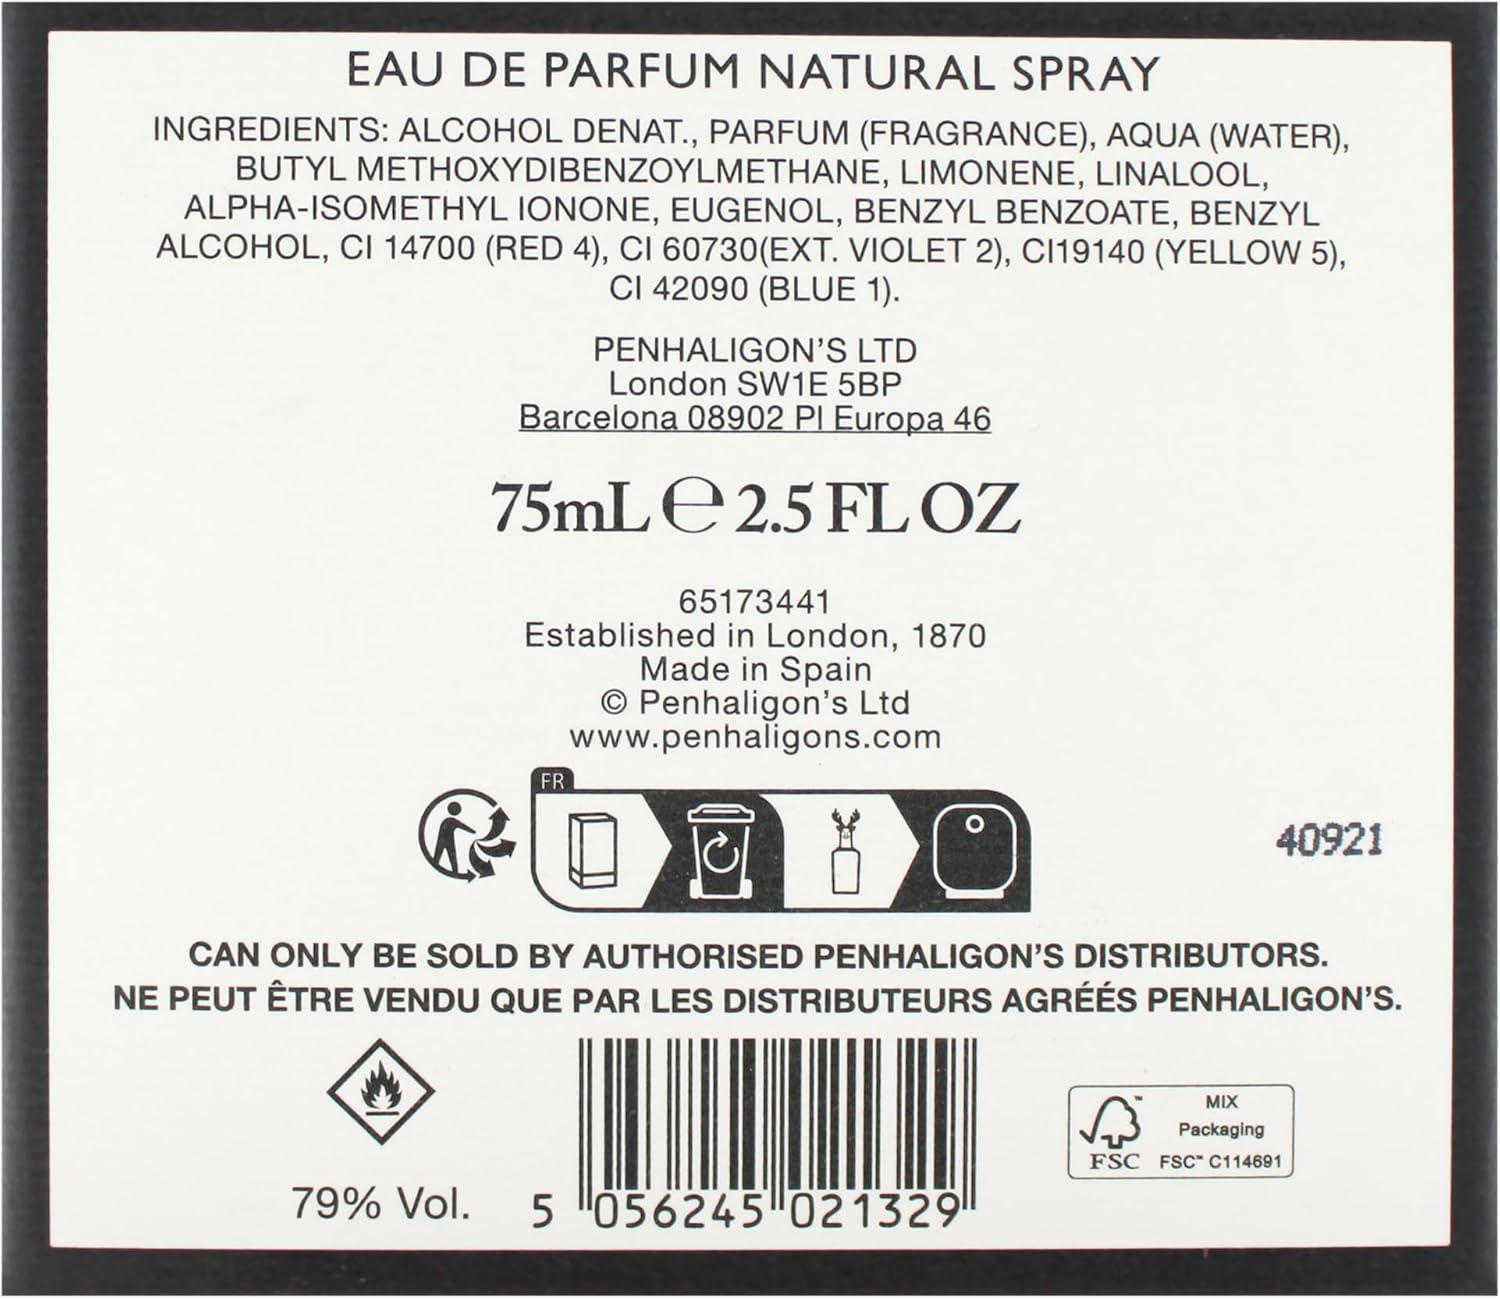 EAU DE PARFUM NATURAL SPRAY
INGREDIENTS: ALCOHOL DENAT., PARFUM (FRAGRANCE), AQUA (WATER),
BUTYL METHOXYDIBENZOYLMETHANE, LIMONENE, LINALOOL,
ALPHA-ISOMETHYL IONONE, EUGENOL, BENZYL BENZOATE, BENZYL
ALCOHOL, CI 14700 (RED 4), CI 60730(EXT. VIOLET 2), CI19140 (YELLOW 5),
CI 42090 (BLUE 1).
PENHALIGON'S LTD
London SW1E 5BP
Barcelona 08902 Pl Europa 46
75mL ℮ 2.5 FL OZ
65173441
Established in London, 1870
Made in Spain
© Penhaligon's Ltd
www.penhaligons.com
FR
40921
CAN ONLY BE SOLD BY AUTHORISED PENHALIGON'S DISTRIBUTORS.
NE PEUT ÊTRE VENDU QUE PAR LES DISTRIBUTEURS AGRÉÉS PENHALIGON'S.
79% Vol.
5 056245 021329
MIX
Packaging
FSC FSC™ C114691